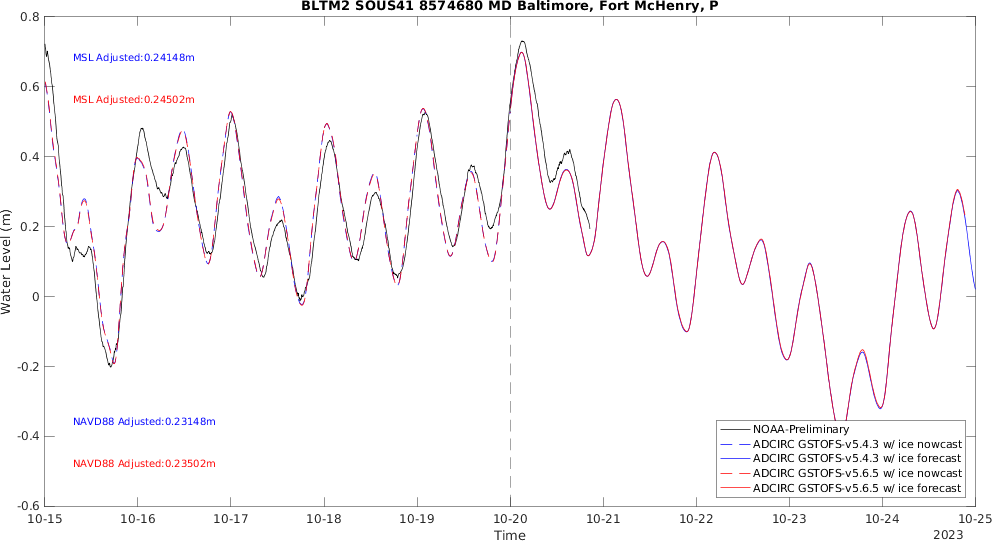 BLTM2 SOUS41 8574680 MD Baltimore, Fort McHenry, P
0.8
0.6
0.4
0.2
0
-0.2
-0.4
-0.6
Water Level (m)
MSL Adjusted:0.24148m
MSL Adjusted:0.24502m
NAVD88 Adjusted:0.23148m
NAVD88 Adjusted:0.23502m
NOAA-Preliminary
ADCIRC GSTOFS-v5.4.3 w/ ice nowcast
ADCIRC GSTOFS-v5.4.3 w/ ice forecast
ADCIRC GSTOFS-v5.6.5 w/ ice nowcast
ADCIRC GSTOFS-v5.6.5 w/ ice forecast
10-15 10-16 10-17 10-18 10-19 10-20 10-21 10-22 10-23 10-24 10-25
Time
2023